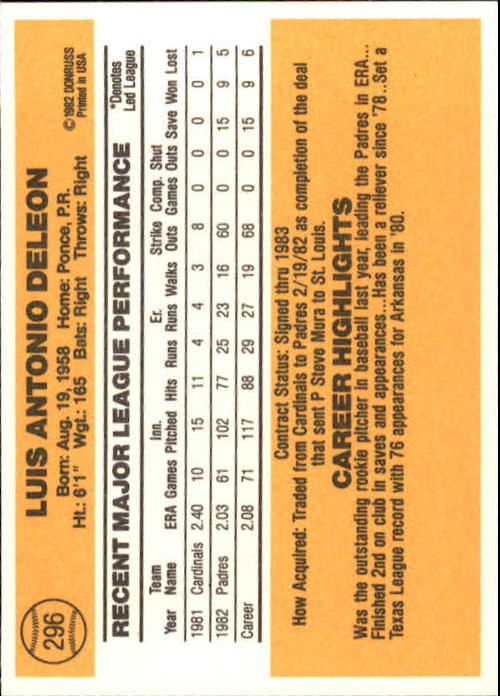 296
LUIS ANTONIO DELEON
Born: Aug. 19, 1958 Home: Ponce, P.R.
Ht.: 6'1" Wgt.: 165 Bats: Right Throws: Right
©1982 DONRUSS
Printed in USA
RECENT MAJOR LEAGUE PERFORMANCE
*Denotes
Led League
Team Inn. Er. Strike Comp. Shut
Year Name ERA Games Pitched Hits Runs Runs Walks Outs Games Outs Save Won Lost
1981 Cardinals 2.40 10 15 11 4 4 3 8 0 0 0 0 1
1982 Padres 2.03 61 102 77 25 23 16 60 0 0 15 9 5
Career 2.08 71 117 88 29 27 19 68 0 0 15 9 6
Contract Status: Signed thru 1983
How Acquired: Traded from Cardinals to Padres 2/19/82 as completion of the deal
that sent P Steve Mura to St. Louis.
CAREER HIGHLIGHTS
Was the outstanding rookie pitcher in baseball last year, leading the Padres in ERA...
Finished 2nd on club in saves and appearances...Has been a reliever since '78..Set a
Texas League record with 76 appearances for Arkansas in '80.